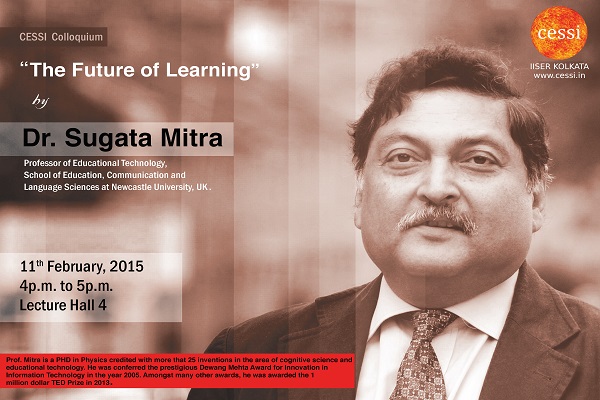 CESSI Colloquium
cessi
IISER KOLKATA
www.cessi.in
“The Future of Learning”
by
Dr. Sugata Mitra
Professor of Educational Technology,
School of Education, Communication and
Language Sciences at Newcastle University, UK.
11th February, 2015
4p.m. to 5p.m.
Lecture Hall 4
Prof. Mitre is a PHD in Physics credited with more that 25 inventions in the area of cognitive science and
educational technology. He was conferred the prestigious Dewang Mehta Award for Innovation in
Information Technology in the year 2005. Amongst many other awards, he was awarded the 1
million dollar TED Prize in 2013.